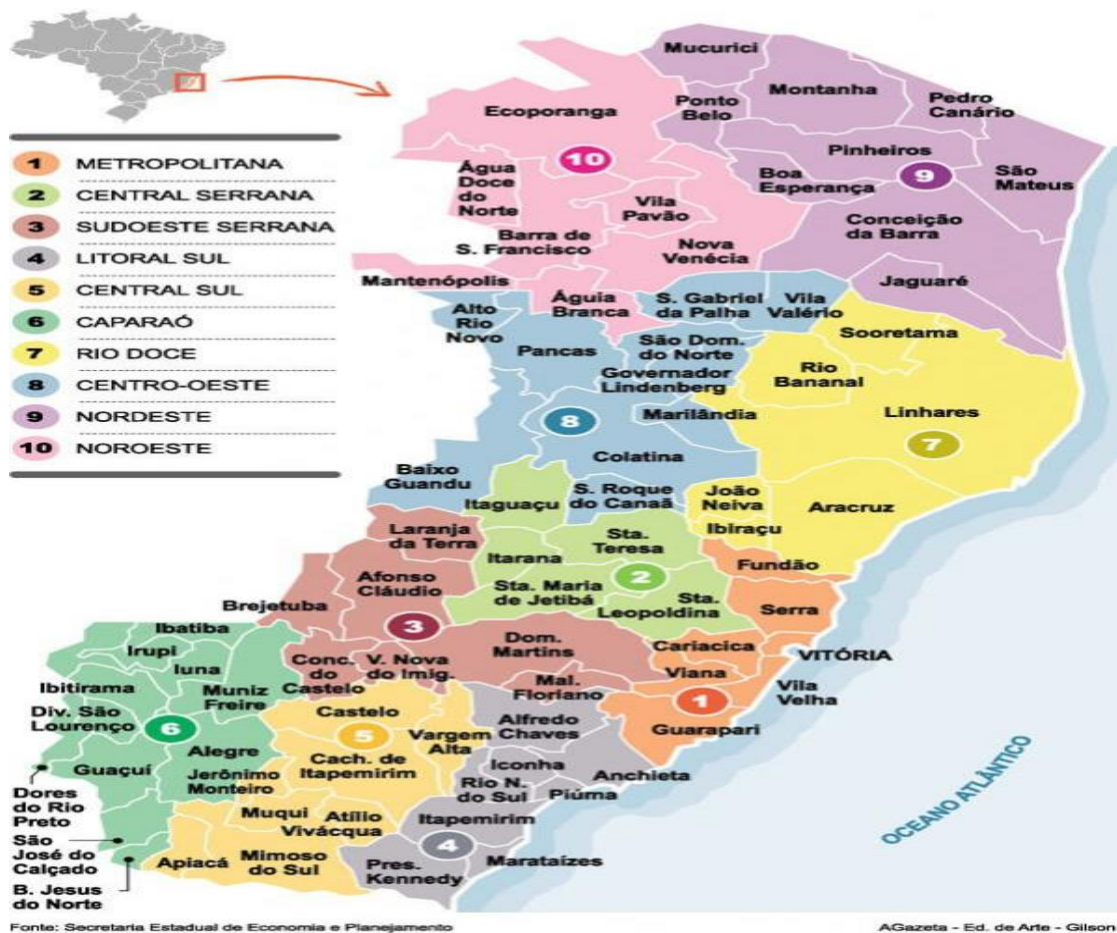 1 METROPOLITANA
2 CENTRAL SERRANA
3 SUDOESTE SERRANA
4 LITORAL SUL
5 CENTRAL SUL
6 CAPARAÓ
7 RIO DOCE
8 CENTRO-OESTE
9 NORDESTE
10 NOROESTE
Mucurici
Montanha
Ecoporanga
Ponto
Belo
Pedro
Canário
10
Pinheiros
9
Água
Doce
do
Norte
Boa
Esperança
São
Mateus
Vila
Pavão
Barra de
S. Francisco
Nova
Venécia
Conceição
da Barra
Mantenópolis
Jaguaré
Águia
Branca
Alto
Rio
Novo
S. Gabriel
da Palha
Vila
Valério
Sooretama
Pancas
São Dom.
do Norte
Governador
Lindenberg
Rio
Bananal
8
Marilândia
Linhares
7
Colatina
Baixo
Guandu
Itaguaçu
S. Roque
do Canaã
João
Neiva
Aracruz
Ibiraçu
Laranja
da Terra
Sta.
Teresa
Itarana
Fundão
Afonso
Cláudio
2
Sta. Maria
de Jetibá
Sta.
Leopoldina
Serra
Brejetuba
3
Ibatiba
Dom.
Martins
Cariacica
VITÓRIA
Irupi
Iuna
Conc.
do
Castelo
V. Nova
do Imig.
Viana
Mal.
Floriano
Vila
Velha
Ibitirama
Muniz
Freire
1
Div. São
Lourenço
Castelo
Alfredo
Chaves
Guarapari
6
5
Vargem
Alta
Alegre
Guaçuí
Cach. de
Itapemirim
Iconha
Anchieta
Jerônimo
Monteiro
Rio N.
do Sul
Piúma
Dores
do Rio
Preto
Muqui
Atílio
Vivácqua
Itapemirim
São
José do
Calçado
4
Apiacá
Mimoso
do Sul
Pres.
Kennedy
Marataízes
B. Jesus
do Norte
OCEANO ATLÂNTICO
Fonte: Secretaria Estadual de Economia e Planejamento
AGazeta - Ed. de Arte - Gilson